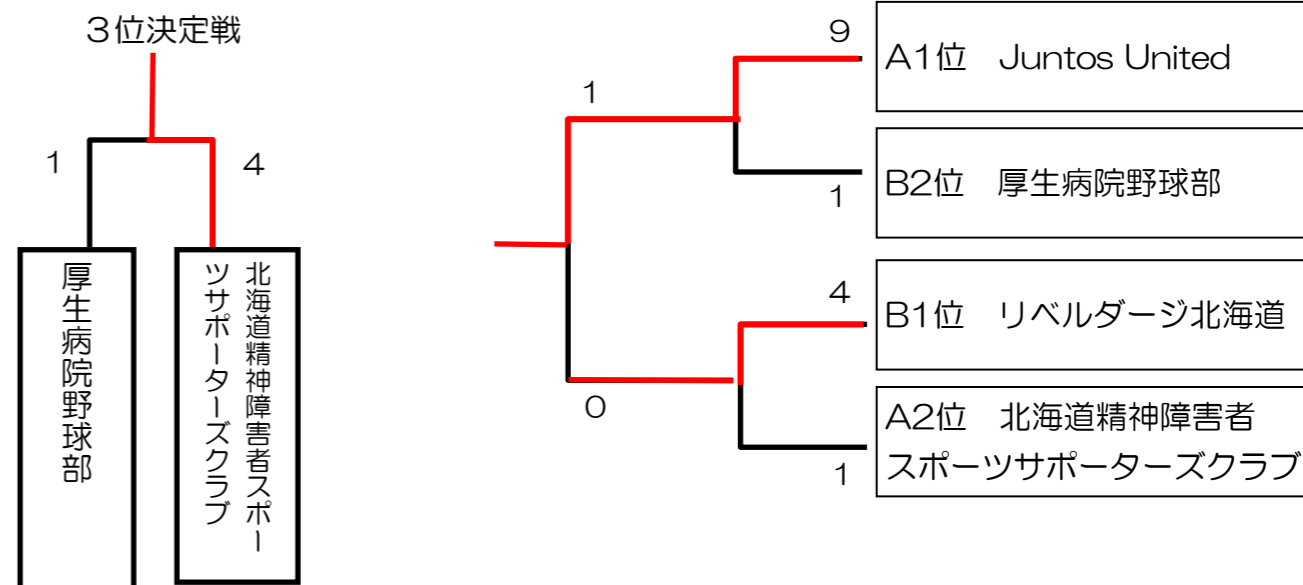 3位決定戦
1
4
厚生病院野球部
北海道精神障害者スポー
ツサポーターズクラブ
9
A1位　Juntos United
1
B2位　厚生病院野球部
1
4
B1位　リベルダージ北海道
0
A2位　北海道精神障害者
スポーツサポーターズクラブ
1